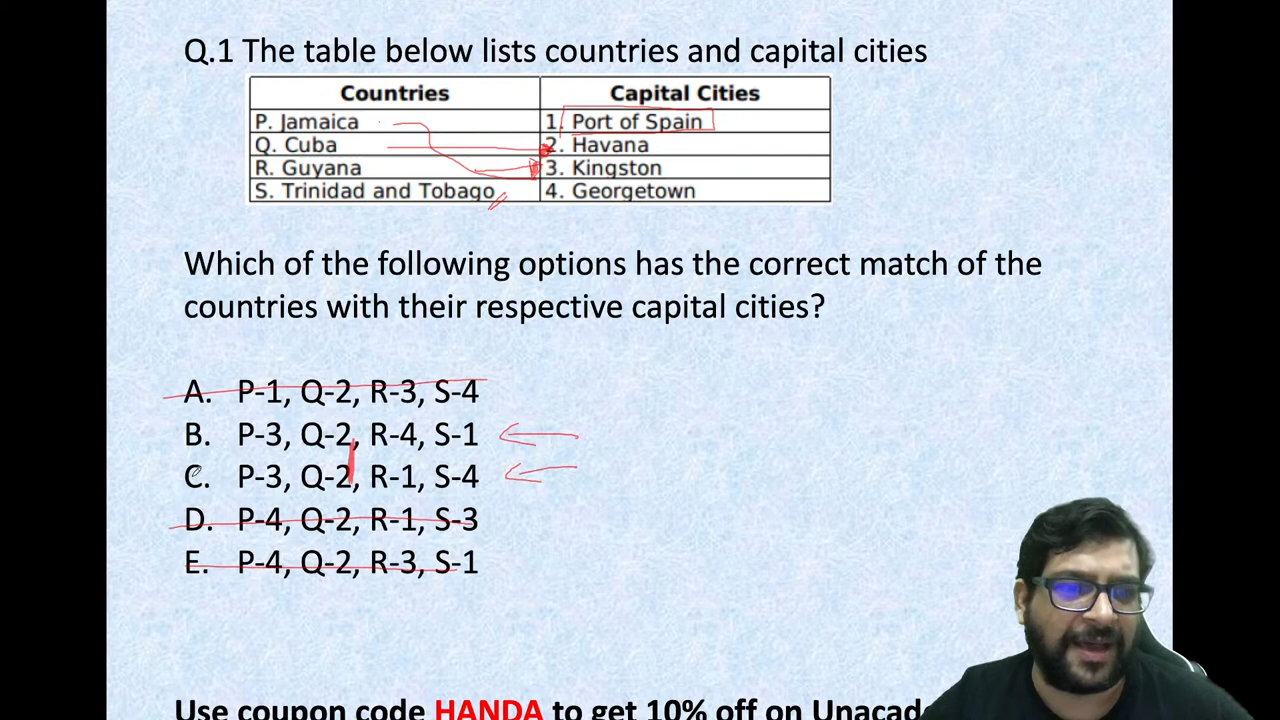 Q.1 The table below lists countries and capital cities
Countries Capital Cities
P. Jamaica 1. Port of Spain
Q. Cuba 2. Havana
R. Guyana 3. Kingston
S. Trinidad and Tobago 4. Georgetown
Which of the following options has the correct match of the
countries with their respective capital cities?
A. P-1, Q-2, R-3, S-4
B. P-3, Q-2, R-4, S-1
C. P-3, Q-2, R-1, S-4
D. P-4, Q-2, R-1, S-3
E. P-4, Q-2, R-3, S-1
Use coupon code HANDA to get 10% off on